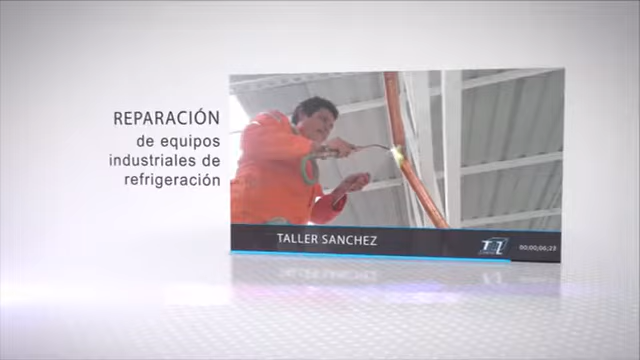 REPARACIÓN
de equipos
industriales de
refrigeración
TALLER SANCHEZ
00;00;06;23